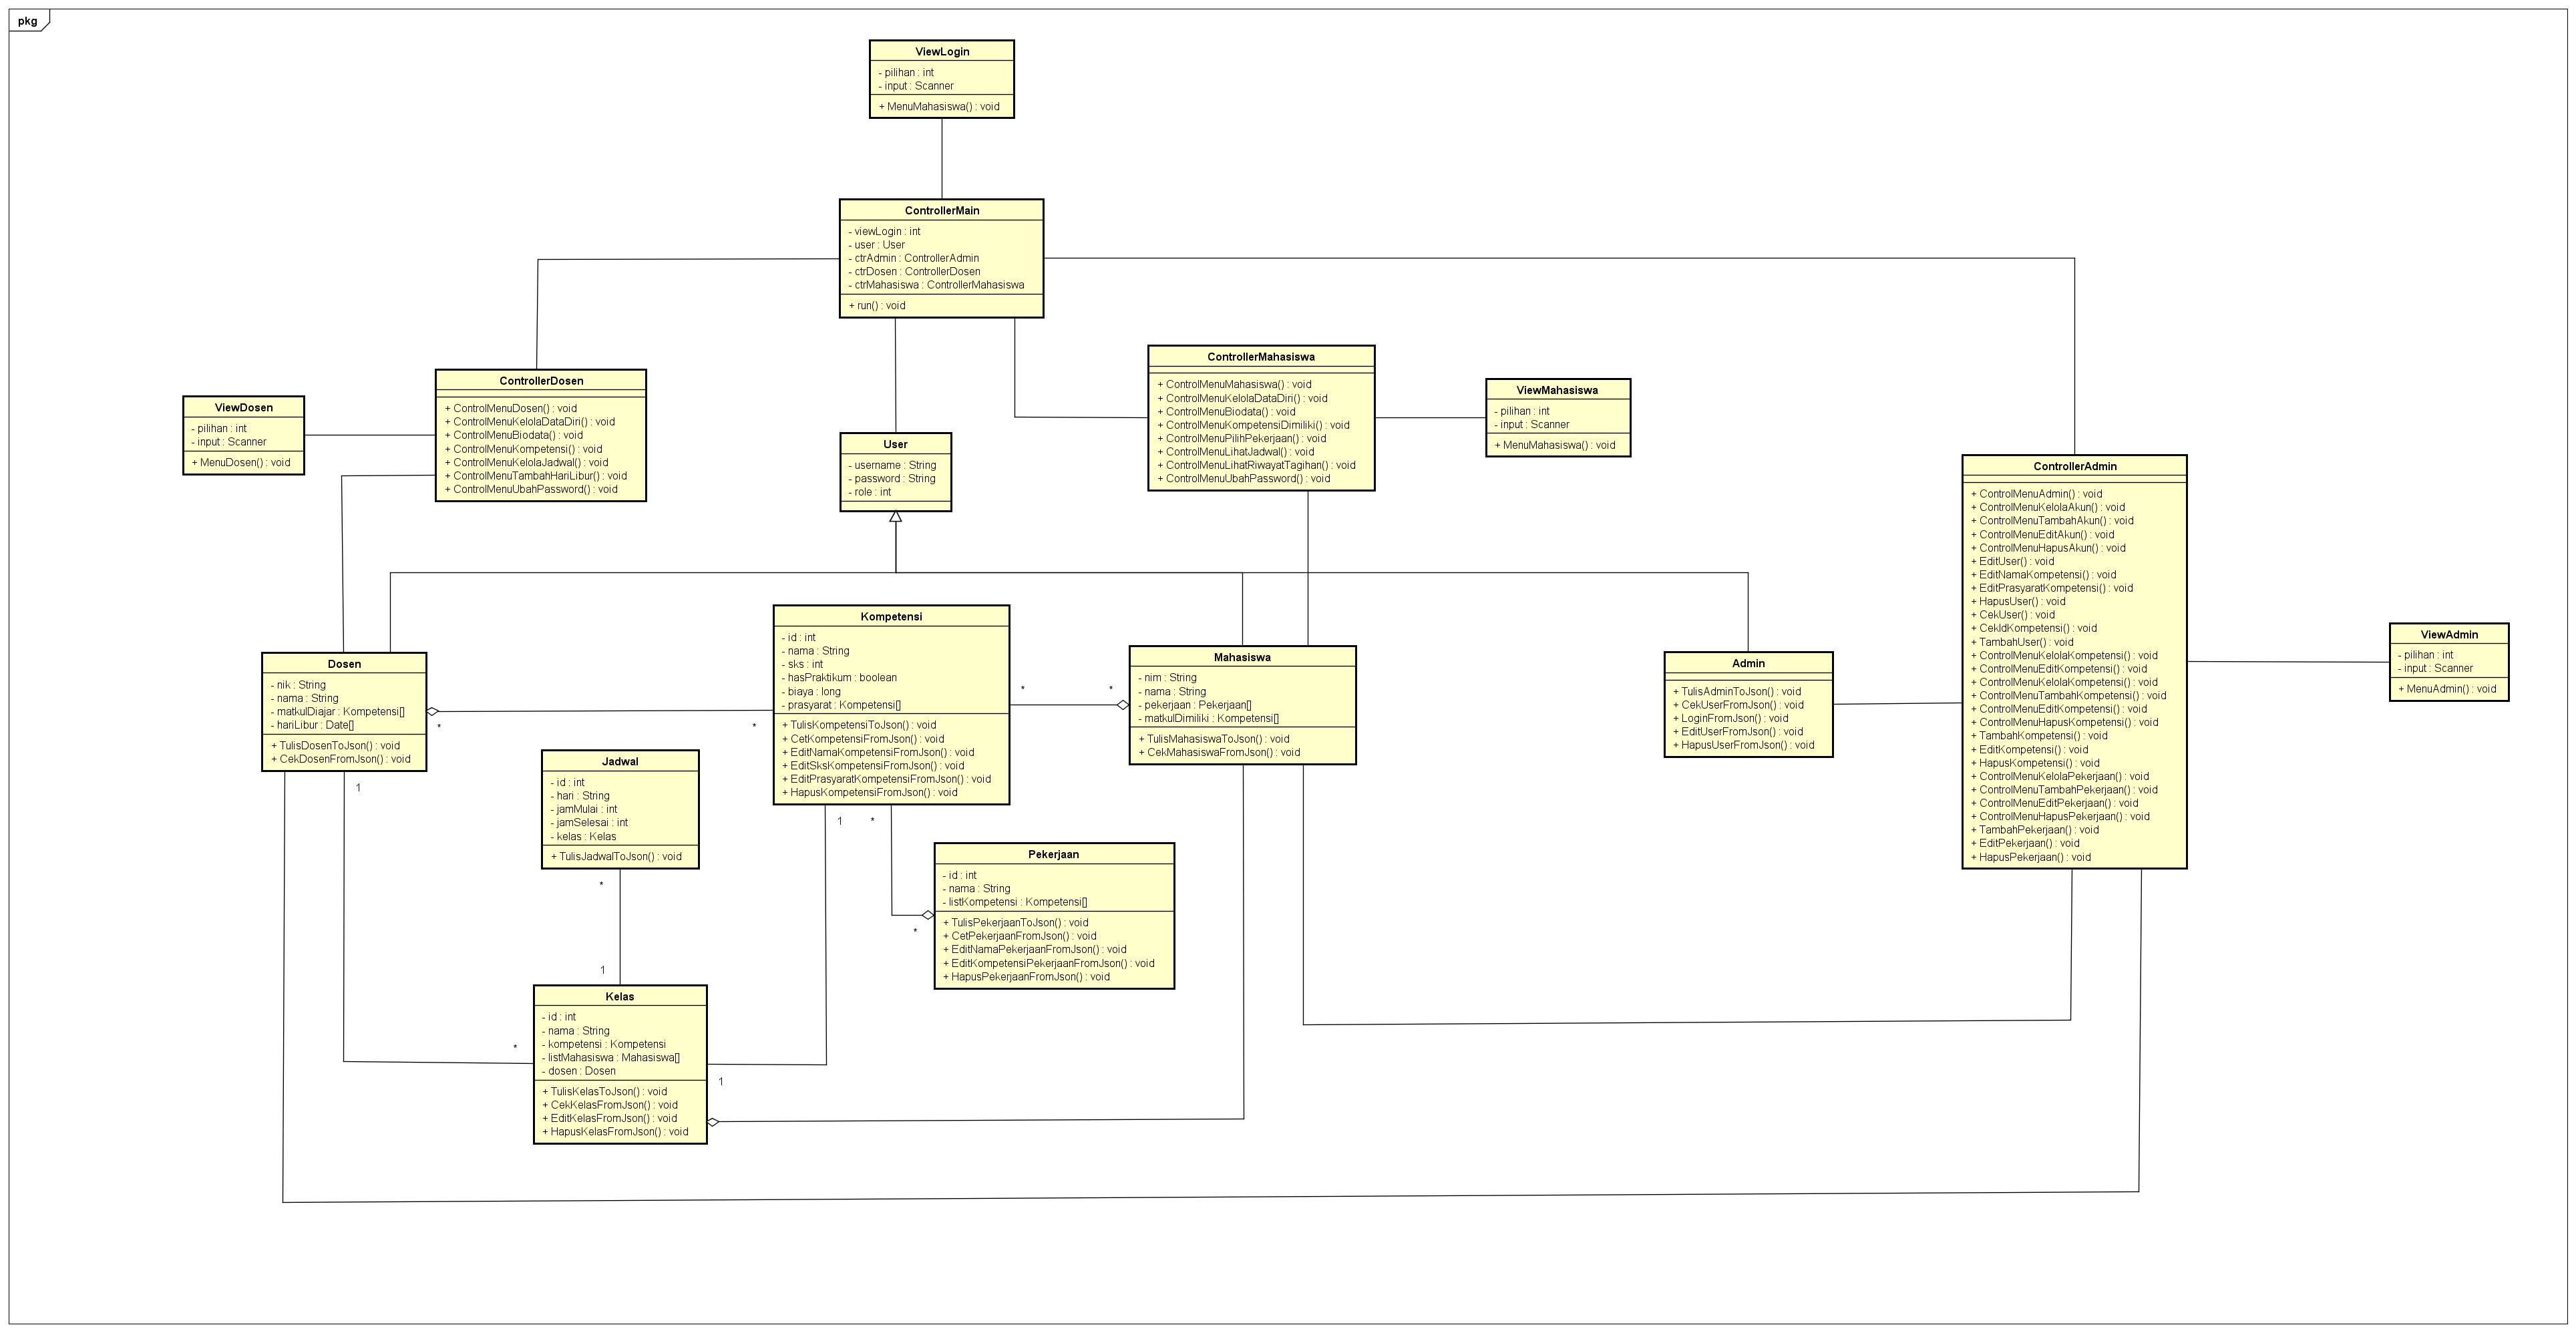 pkg
ViewLogin
- pilihan : int
- input : Scanner
+ MenuMahasiswa() : void
ControllerMain
- viewLogin : int
- user : User
- ctrAdmin : ControllerAdmin
- ctrDosen : ControllerDosen
- ctrMahasiswa : ControllerMahasiswa
+ run() : void
ControllerDosen
+ ControlMenuDosen() : void
+ ControlMenuKelolaDataDiri() : void
+ ControlMenuBiodata() : void
+ ControlMenuKompetensi() : void
+ ControlMenuKelolaJadwal() : void
+ ControlMenuTambahHariLibur() : void
+ ControlMenuUbahPassword() : void
ViewDosen
- pilihan : int
- input : Scanner
+ MenuDosen() : void
User
- username : String
- password : String
- role : int
ControllerMahasiswa
+ ControlMenuMahasiswa() : void
+ ControlMenuKelolaDataDiri() : void
+ ControlMenuBiodata() : void
+ ControlMenuKompetensiDimiliki() : void
+ ControlMenuPilihPekerjaan() : void
+ ControlMenuLihatJadwal() : void
+ ControlMenuLihatRiwayatTagihan() : void
+ ControlMenuUbahPassword() : void
ViewMahasiswa
- pilihan : int
- input : Scanner
+ MenuMahasiswa() : void
ControllerAdmin
+ ControlMenuAdmin() : void
+ ControlMenuKelolaAkun() : void
+ ControlMenuTambahAkun() : void
+ ControlMenuEditAkun() : void
+ ControlMenuHapusAkun() : void
+ EditUser() : void
+ EditNamaKompetensi() : void
+ EditPrasyaratKompetensi() : void
+ HapusUser() : void
+ CekUser() : void
+ CekIdKompetensi() : void
+ TambahUser() : void
+ ControlMenuKelolaKompetensi() : void
+ ControlMenuEditKompetensi() : void
+ ControlMenuKelolaKompetensi() : void
+ ControlMenuTambahKompetensi() : void
+ ControlMenuEditKompetensi() : void
+ ControlMenuHapusKompetensi() : void
+ TambahKompetensi() : void
+ EditKompetensi() : void
+ HapusKompetensi() : void
+ ControlMenuKelolaPekerjaan() : void
+ ControlMenuTambahPekerjaan() : void
+ ControlMenuEditPekerjaan() : void
+ ControlMenuHapusPekerjaan() : void
+ TambahPekerjaan() : void
+ EditPekerjaan() : void
+ HapusPekerjaan() : void
ViewAdmin
- pilihan : int
- input : Scanner
+ MenuAdmin() : void
Dosen
- nik : String
- nama : String
- matkulDiajar : Kompetensi[]
- hariLibur : Date[]
+ TulisDosenToJson() : void
+ CekDosenFromJson() : void
*
*
1
Kompetensi
- id : int
- nama : String
- sks : int
- hasPraktikum : boolean
- biaya : long
- prasyarat : Kompetensi[]
+ TulisKompetensiToJson() : void
+ CetKompetensiFromJson() : void
+ EditNamaKompetensiFromJson() : void
+ EditSksKompetensiFromJson() : void
+ EditPrasyaratKompetensiFromJson() : void
+ HapusKompetensiFromJson() : void
*
*
1
*
Mahasiswa
- nim : String
- nama : String
- pekerjaan : Pekerjaan[]
- matkulDimiliki : Kompetensi[]
+ TulisMahasiswaToJson() : void
+ CekMahasiswaFromJson() : void
Admin
+ TulisAdminToJson() : void
+ CekUserFromJson() : void
+ LoginFromJson() : void
+ EditUserFromJson() : void
+ HapusUserFromJson() : void
Jadwal
- id : int
- hari : String
- jamMulai : int
- jamSelesai : int
- kelas : Kelas
+ TulisJadwalToJson() : void
*
1
Pekerjaan
- id : int
- nama : String
- listKompetensi : Kompetensi[]
+ TulisPekerjaanToJson() : void
+ CetPekerjaanFromJson() : void
+ EditNamaPekerjaanFromJson() : void
+ EditKompetensiPekerjaanFromJson() : void
+ HapusPekerjaanFromJson() : void
*
Kelas
- id : int
- nama : String
- kompetensi : Kompetensi
- listMahasiswa : Mahasiswa[]
- dosen : Dosen
+ TulisKelasToJson() : void
+ CekKelasFromJson() : void
+ EditKelasFromJson() : void
+ HapusKelasFromJson() : void
*
1